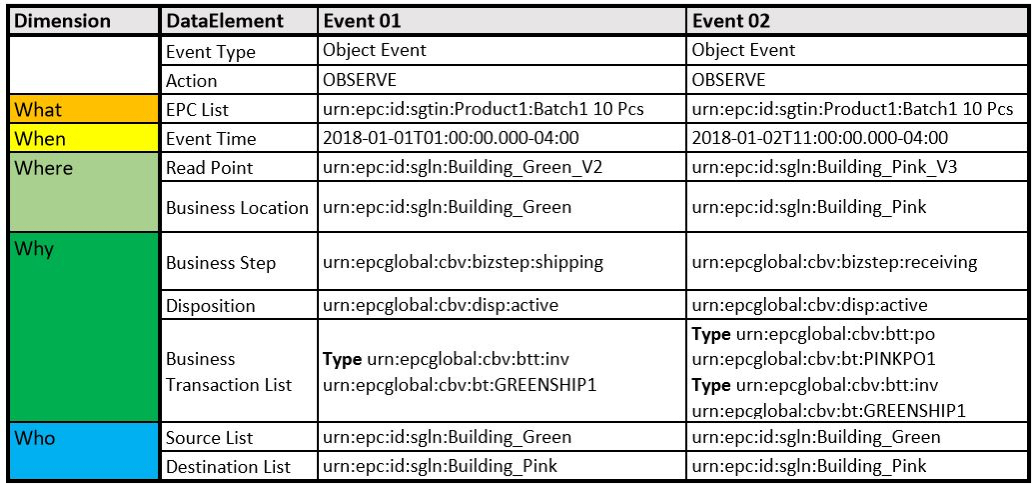 Dimension DataElement Event 01 Event 02
Event Type Object Event Object Event
Action OBSERVE OBSERVE
What EPC List urn:epc:id:sgtin:Product1:Batch1 10 Pcs urn:epc:id:sgtin:Product1:Batch1 10 Pcs
When Event Time 2018-01-01T01:00:00.000-04:00 2018-01-02T11:00:00.000-04:00
Where Read Point urn:epc:id:sgln:Building_Green_V2 urn:epc:id:sgln:Building_Pink_V3
Business Location urn:epc:id:sgln:Building_Green urn:epc:id:sgln:Building_Pink
Why
Business Step urn:epcglobal:cbv:bizstep:shipping urn:epcglobal:cbv:bizstep:receiving
Disposition urn:epcglobal:cbv:disp:active urn:epcglobal:cbv:disp:active
Business
Transaction List
Type urn:epcglobal:cbv:btt:inv
urn:epcglobal:cbv:bt:GREENSHIP1
Type urn:epcglobal:cbv:btt:po
urn:epcglobal:cbv:bt:PINKPO1
Type urn:epcglobal:cbv:btt:inv
urn:epcglobal:cbv:bt:GREENSHIP1
Who Source List urn:epc:id:sgln:Building_Green urn:epc:id:sgln:Building_Green
Destination List urn:epc:id:sgln:Building_Pink urn:epc:id:sgln:Building_Pink